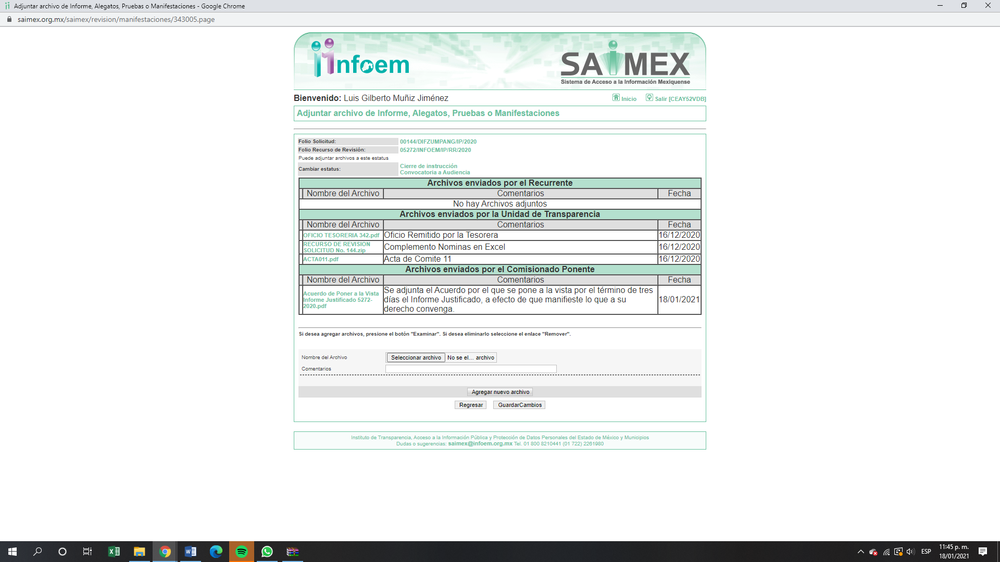 Adjuntar archivo de Informe, Alegatos, Pruebas o Manifestaciones - Google Chrome
saimex.org.mx/saimex/revision/manifestaciones/343005.page
infoem
SAIMEX
Sistema de Acceso a la Información Mexiquense
Bienvenido: Luis Gilberto Muñiz Jiménez
Inicio Salir [CEAY52VDB]
Adjuntar archivo de Informe, Alegatos, Pruebas o Manifestaciones
Folio Solicitud: 00144/DIFZUMPANG/IP/2020
Folio Recurso de Revisión: 05272/INFOEM/IP/RR/2020
Puede adjuntar archivos a este estatus
Cambiar estatus: Cierre de instrucción
Convocatoria a Audiencia
Archivos enviados por el Recurrente
Nombre del Archivo Comentarios Fecha
No hay Archivos adjuntos
Archivos enviados por la Unidad de Transparencia
Nombre del Archivo Comentarios Fecha
OFICIO TESORERIA 342.pdf Oficio Remitido por la Tesorera 16/12/2020
RECURSO DE REVISION
SOLICITUD No. 144.zip Complemento Nominas en Excel 16/12/2020
ACTA011.pdf Acta de Comite 11 16/12/2020
Archivos enviados por el Comisionado Ponente
Nombre del Archivo Comentarios Fecha
Acuerdo de Poner a la Vista
Informe Justificado 5272-
2020.pdf
Se adjunta el Acuerdo por el que se pone a la vista por el término de tres
días el Informe Justificado, a efecto de que manifieste lo que a su
derecho convenga.
18/01/2021
Si desea agregar archivos, presione el botón "Examinar". Si desea eliminarlo seleccione el enlace "Remover".
Nombre del Archivo Seleccionar archivo No se el... archivo
Comentarios
Agregar nuevo archivo
Regresar GuardarCambios
Instituto de Transparencia, Acceso a la Información Pública y Protección de Datos Personales del Estado de México y Municipios
Dudas o sugerencias: saimex@infoem.org.mx Tel. 01 800 8210441 (01 722) 2261980
ESP
11:45 p. m.
18/01/2021